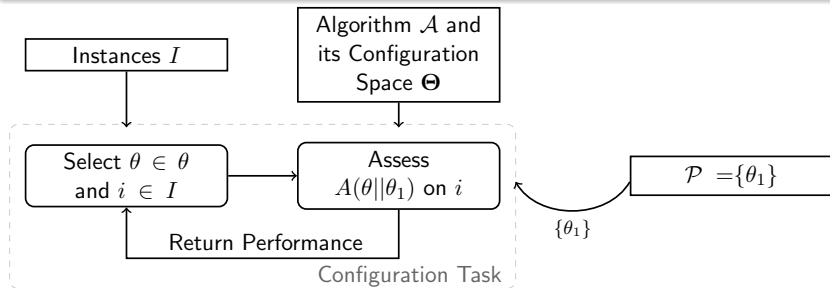 Instances I
Algorithm 𝒜 and
its Configuration
Space Θ
Select θ ∈ θ
and i ∈ I
Assess
A(θ||θ₁) on i
Return Performance
Configuration Task
𝒫 ={θ₁}
{θ₁}